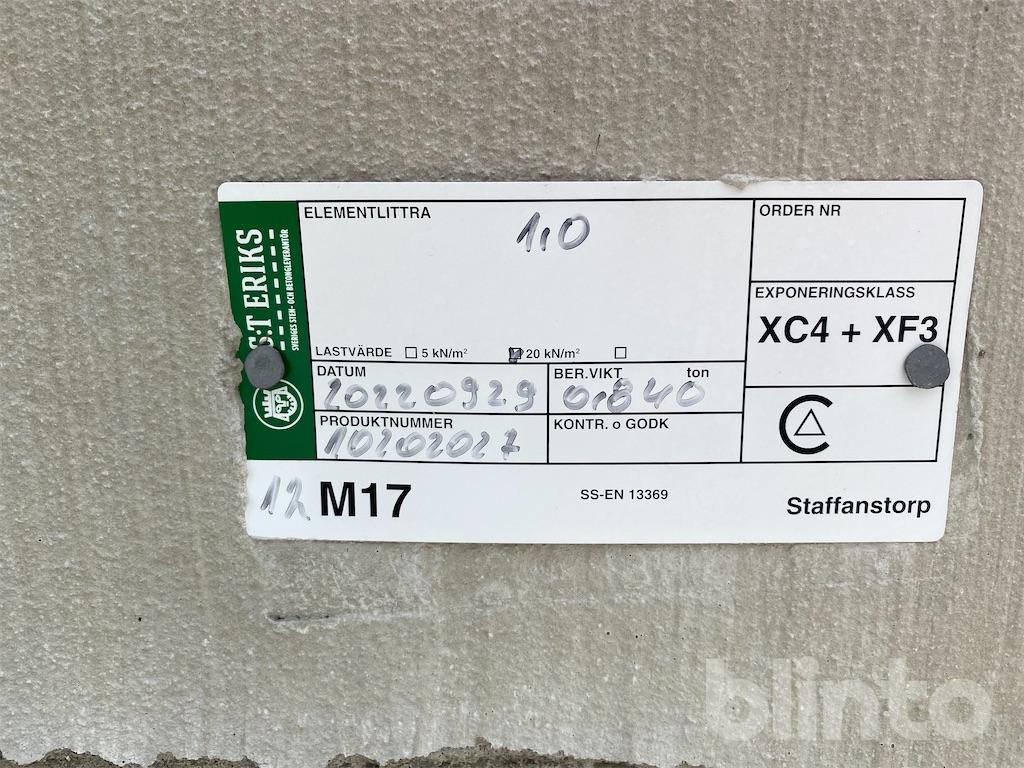 S:T ERIKS
SVERIGES STEN- OCH BETONGLEVERANTÖR
ELEMENTLITTRA
1,0
LASTVÄRDE 5 kN/m² 20 kN/m²
DATUM
20220929
BER.VIKT ton
0,840
PRODUKTNUMMER
10202027
KONTR. o GODK
ORDER NR
EXPONERINGSKLASS
XC4 + XF3
12 M17
SS-EN 13369
Staffanstorp
blinto